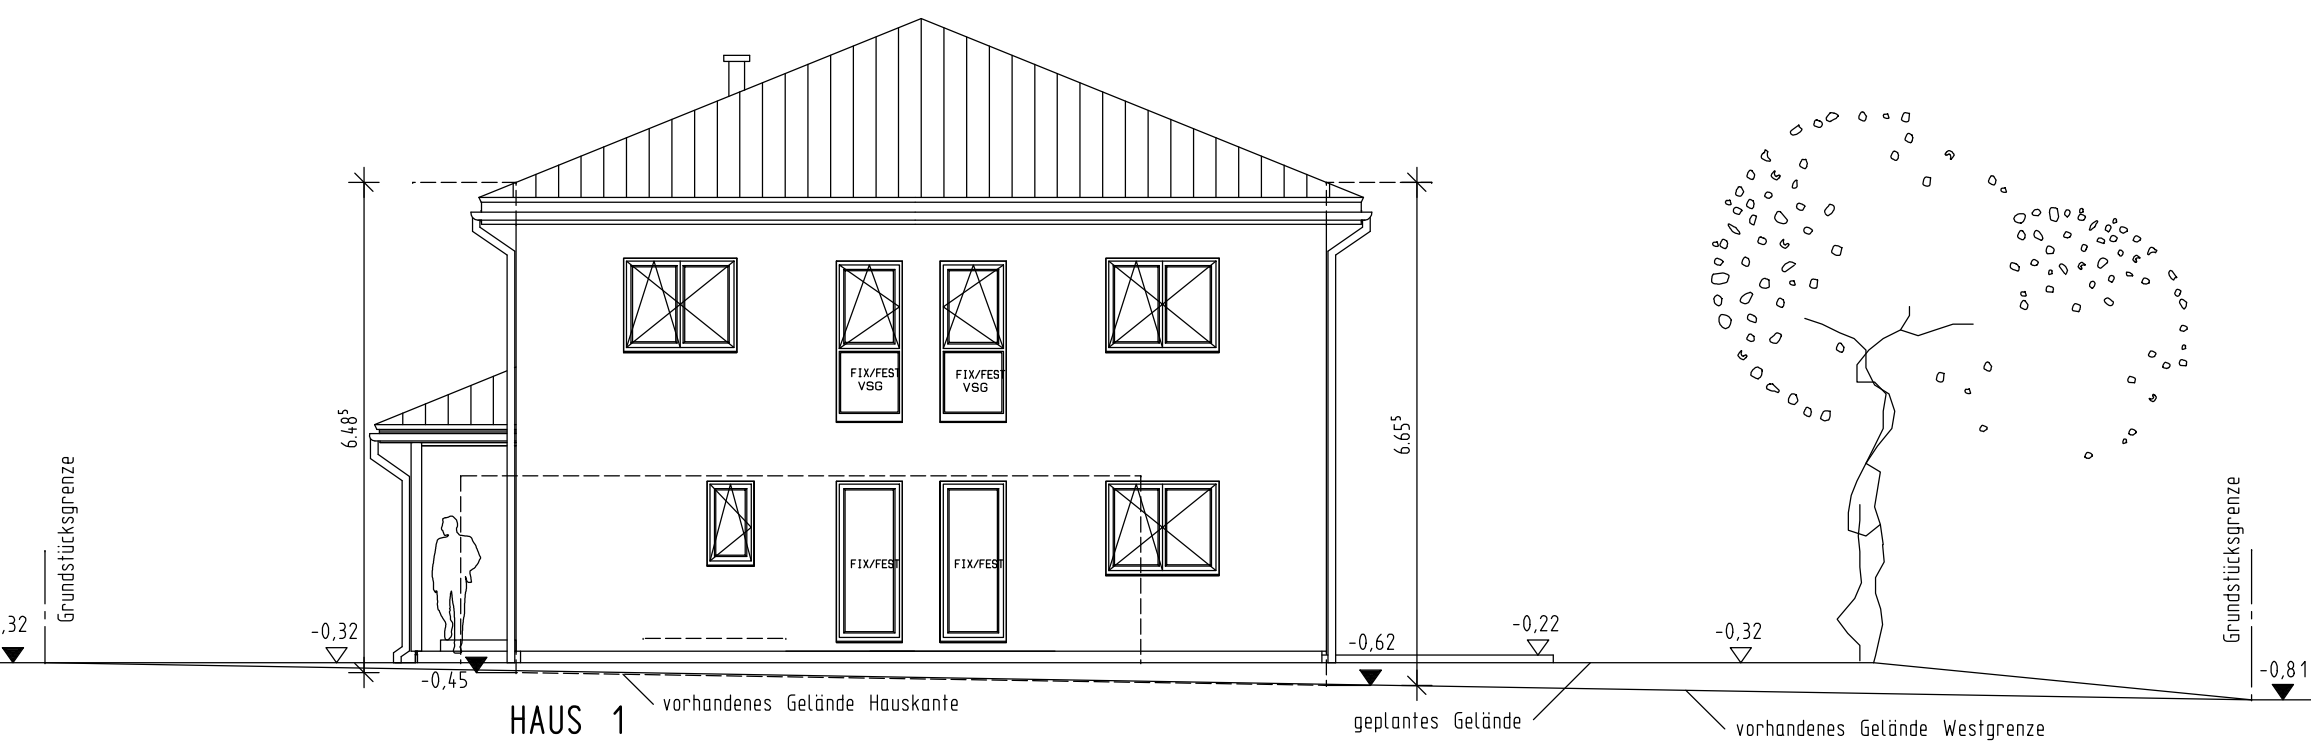 FIX/FEST
VSG
FIX/FEST
VSG
6.48⁵
6.65⁵
Grundstücksgrenze
Grundstücksgrenze
FIX/FEST
FIX/FEST
,32
-0,32
-0,62
-0,22
-0,32
-0,45
-0,81
vorhandenes Gelände Hauskante
HAUS 1
geplantes Gelände
vorhandenes Gelände Westgrenze